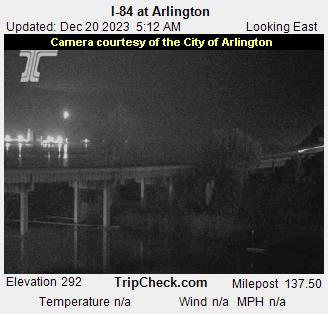 I-84 at Arlington
Updated: Dec 20 2023 5:12 AM Looking East
Camera courtesy of the City of Arlington
Elevation 292 TripCheck.com Milepost 137.50
Temperature n/a Wind n/a MPH n/a